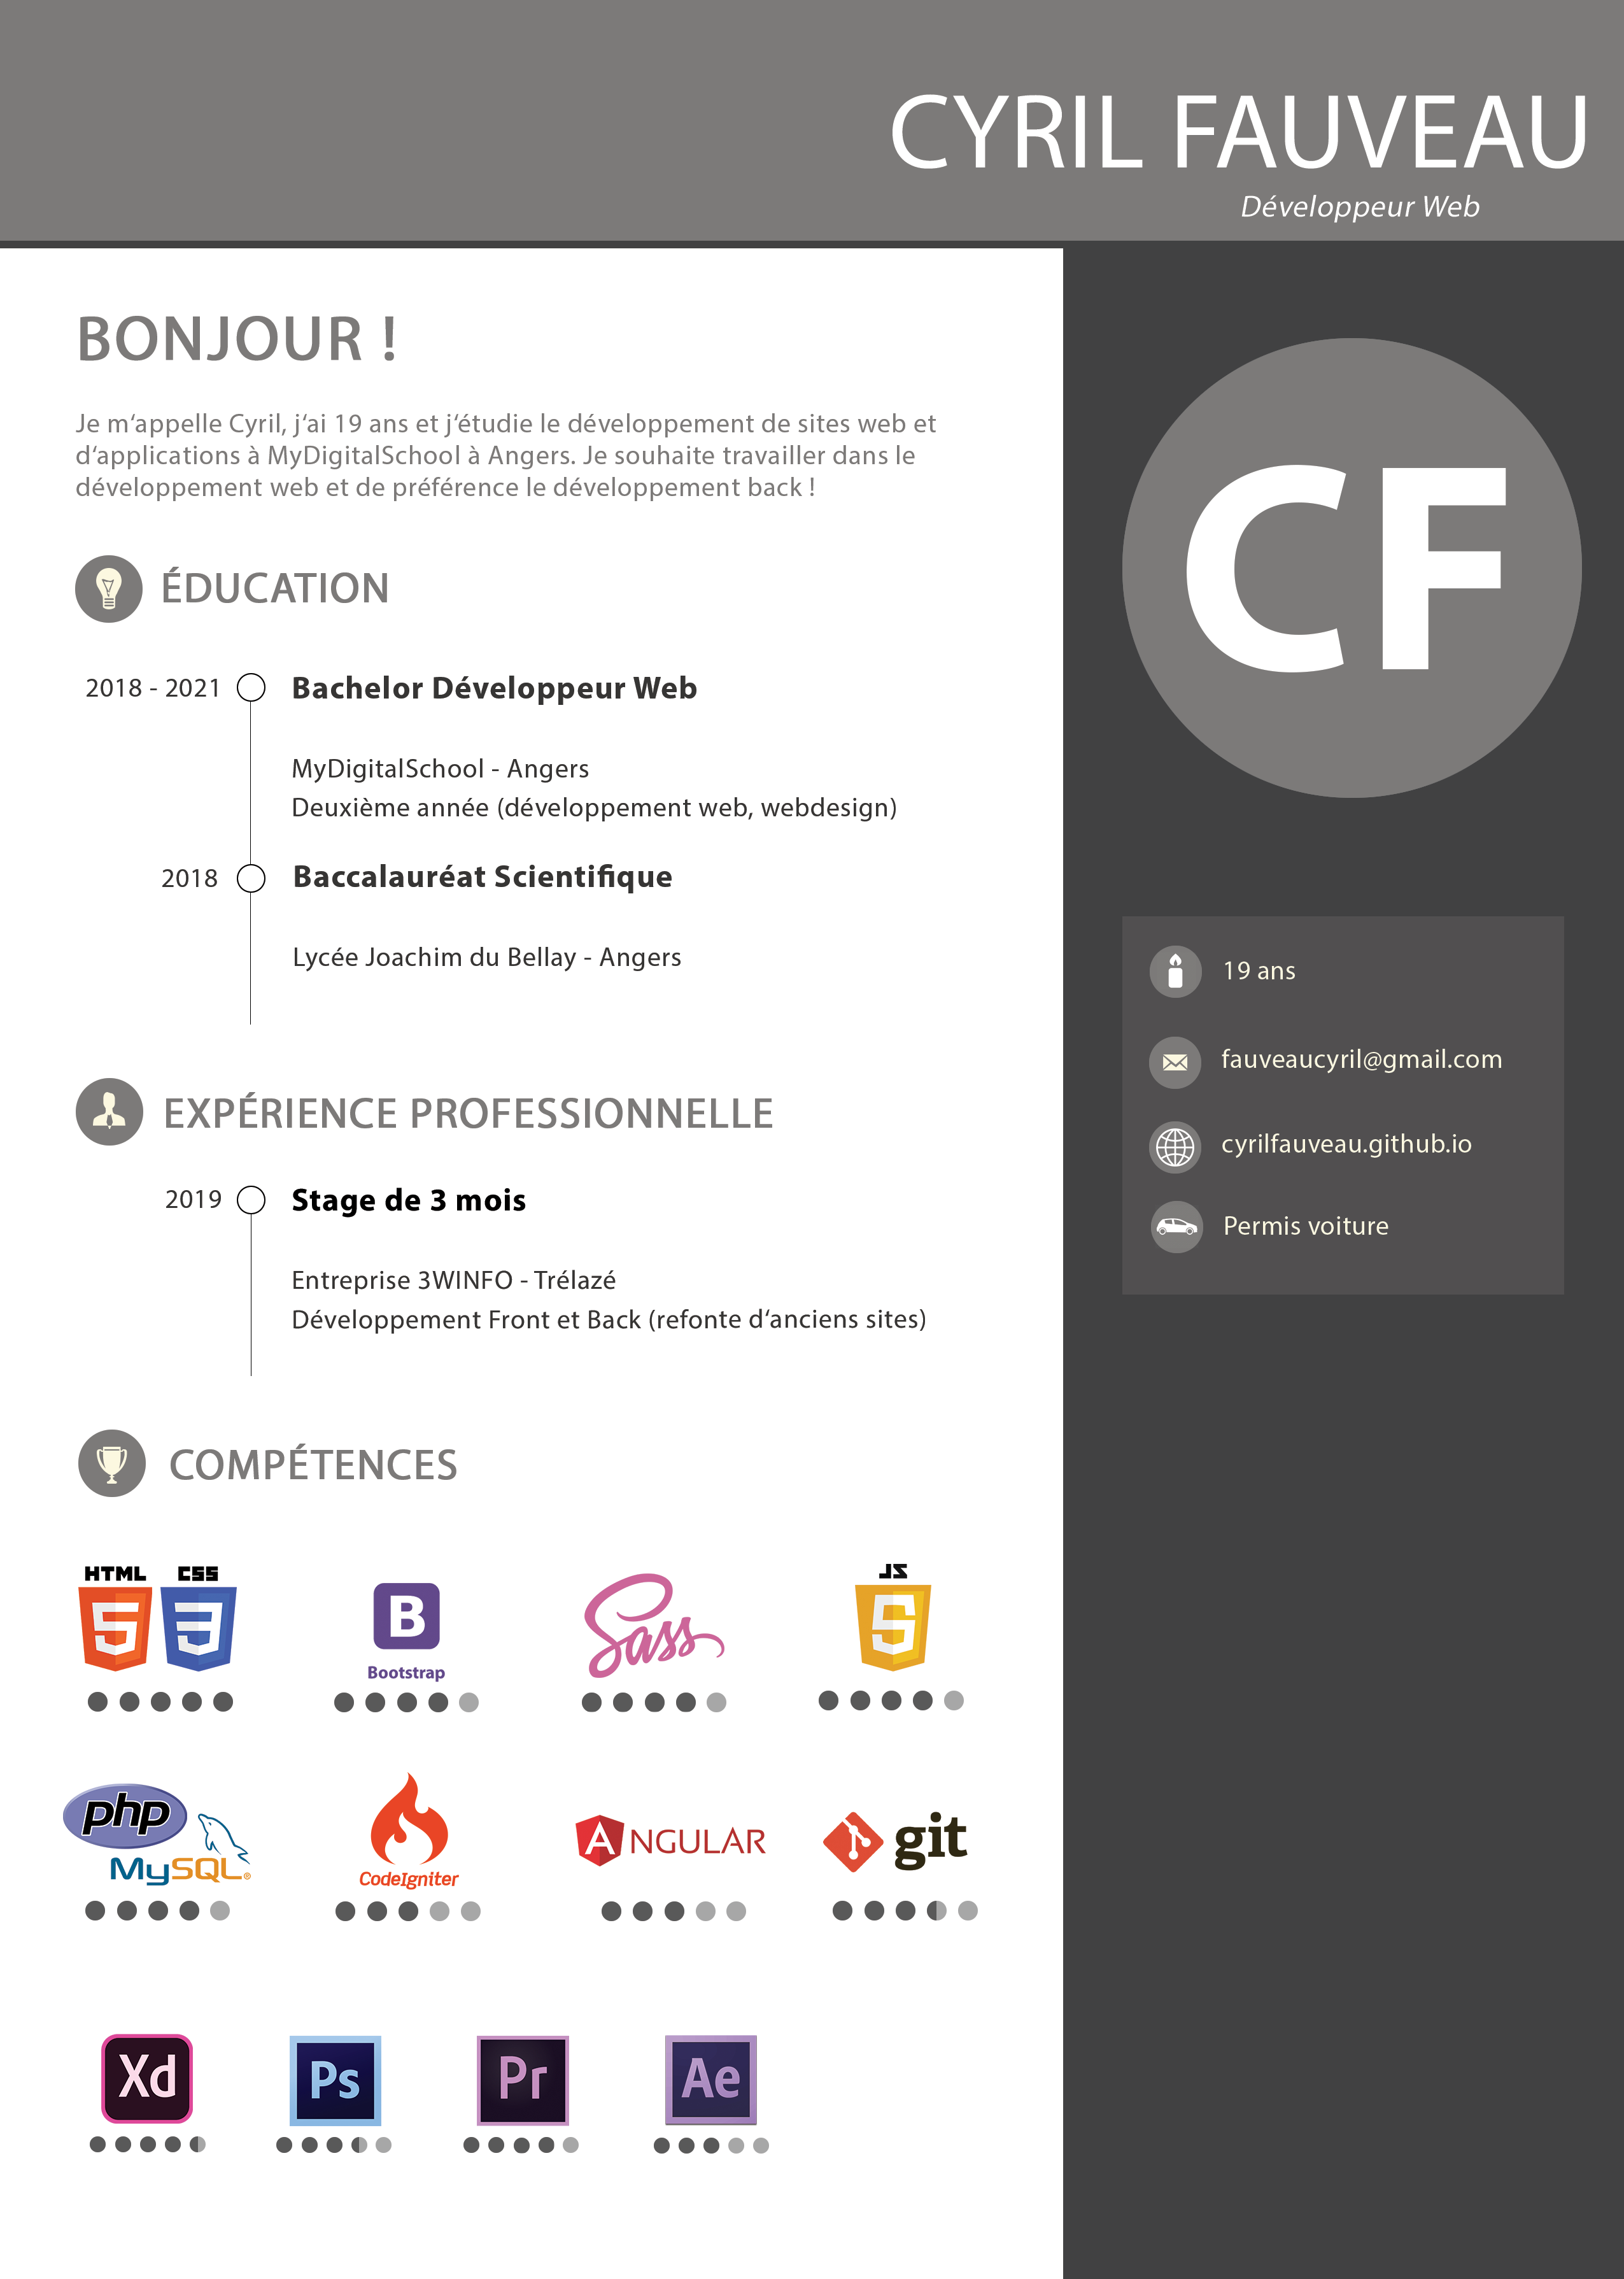 CYRIL FAUVEAU
Développeur Web
BONJOUR !
Je m‘appelle Cyril, j‘ai 19 ans et j‘étudie le développement de sites web et
d‘applications à MyDigitalSchool à Angers. Je souhaite travailler dans le
développement web et de préférence le développement back !
ÉDUCATION
2018 - 2021
Bachelor Développeur Web
MyDigitalSchool - Angers
Deuxième année (développement web, webdesign)
2018
Baccalauréat Scientifique
Lycée Joachim du Bellay - Angers
EXPÉRIENCE PROFESSIONNELLE
2019
Stage de 3 mois
Entreprise 3WINFO - Trélazé
Développement Front et Back (refonte d‘anciens sites)
COMPÉTENCES
HTML
5
CSS
3
B
Bootstrap
Sass
JS
5
php
MySQL®
CodeIgniter
ANGULAR
git
Xd
Ps
Pr
Ae
CF
19 ans
fauveaucyril@gmail.com
cyrilfauveau.github.io
Permis voiture